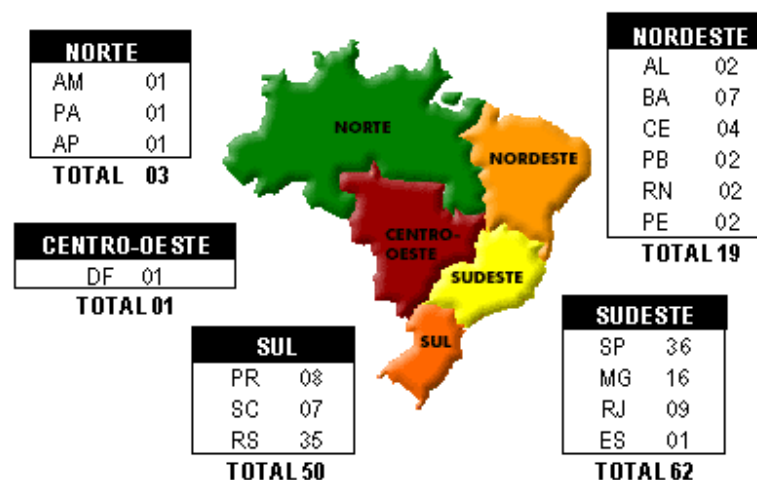 NORTE
AM 01
PA 01
AP 01
TOTAL 03
NORDESTE
AL 02
BA 07
CE 04
PB 02
RN 02
PE 02
TOTAL 19
NORTE
NORDESTE
CENTRO-
OESTE
SUDESTE
SUL
CENTRO-OESTE
DF 01
TOTAL 01
SUL
PR 08
SC 07
RS 35
TOTAL 50
SUDESTE
SP 36
MG 16
RJ 09
ES 01
TOTAL 62